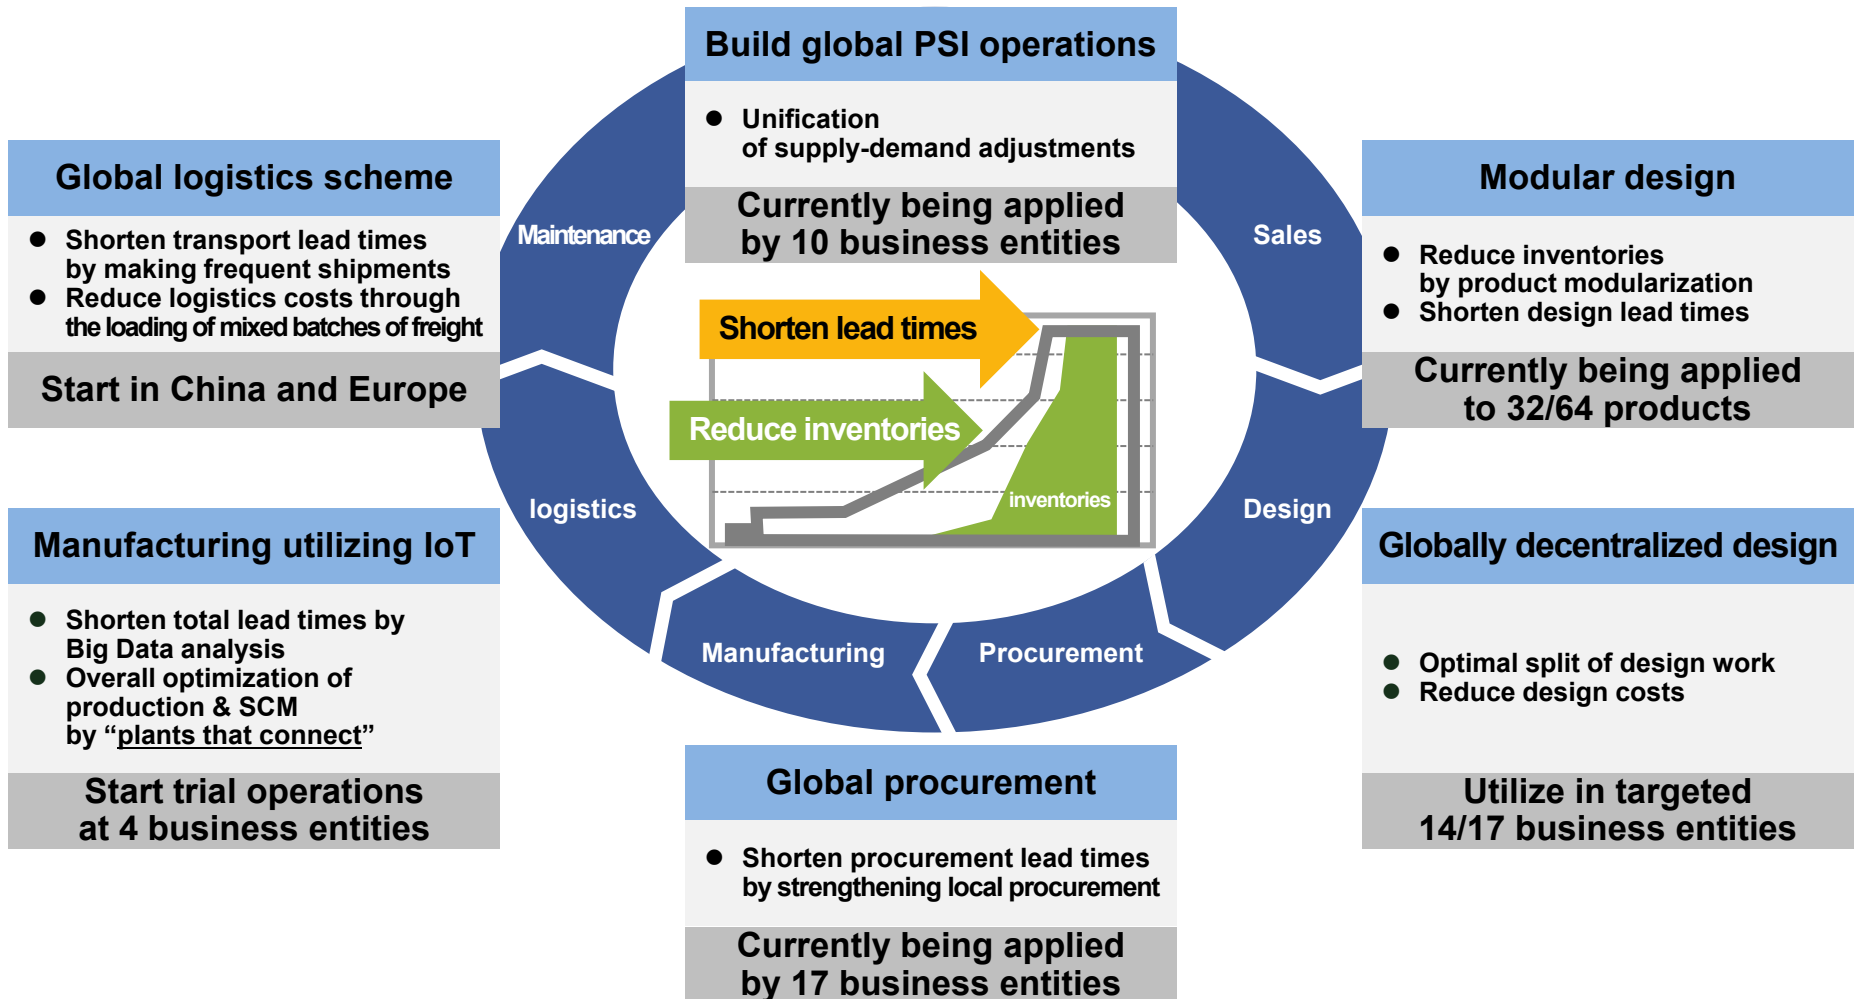 Build global PSI operations
● Unification
of supply-demand adjustments
Currently being applied
by 10 business entities
Global logistics scheme
● Shorten transport lead times
by making frequent shipments
● Reduce logistics costs through
the loading of mixed batches of freight
Start in China and Europe
Modular design
● Reduce inventories
by product modularization
● Shorten design lead times
Currently being applied
to 32/64 products
Maintenance
Sales
Shorten lead times
Reduce inventories
inventories
logistics
Design
Manufacturing
Procurement
Manufacturing utilizing IoT
● Shorten total lead times by
Big Data analysis
● Overall optimization of
production & SCM
by “plants that connect”
Start trial operations
at 4 business entities
Globally decentralized design
● Optimal split of design work
● Reduce design costs
Utilize in targeted
14/17 business entities
Global procurement
● Shorten procurement lead times
by strengthening local procurement
Currently being applied
by 17 business entities